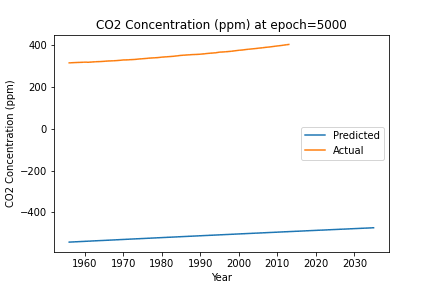 CO2 Concentration (ppm) at epoch=5000
CO2 Concentration (ppm)
400
200
0
−200
−400
Predicted
Actual
1960 1970 1980 1990 2000 2010 2020 2030
Year